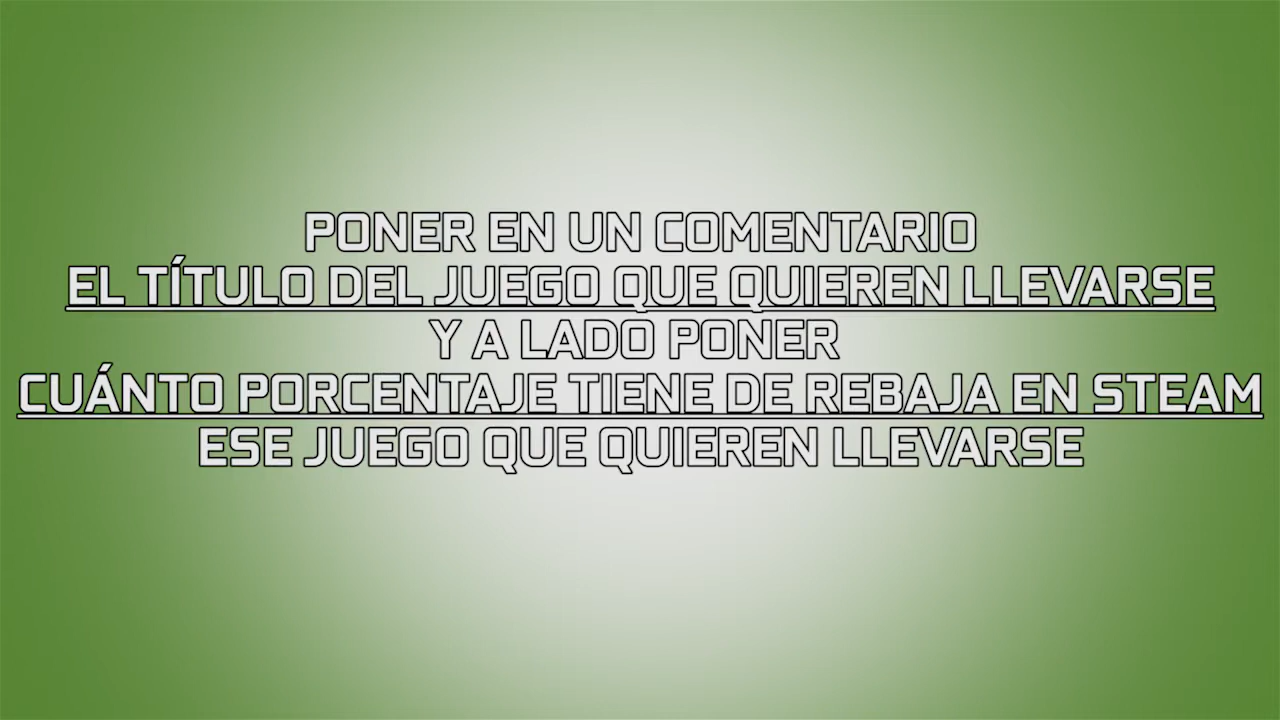 PONER EN UN COMENTARIO
EL TÍTULO DEL JUEGO QUE QUIEREN LLEVARSE
Y A LADO PONER
CUÁNTO PORCENTAJE TIENE DE REBAJA EN STEAM
ESE JUEGO QUE QUIEREN LLEVARSE